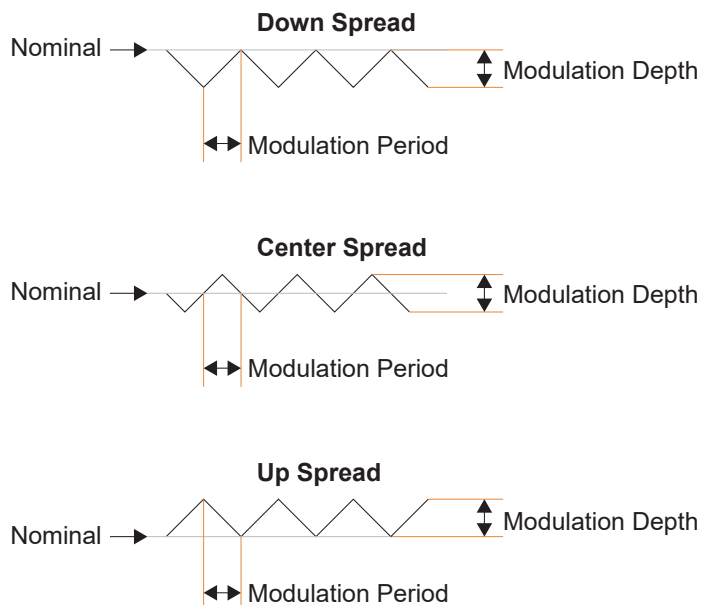 Down Spread
Nominal
Modulation Depth
Modulation Period
Center Spread
Nominal
Modulation Depth
Modulation Period
Up Spread
Modulation Depth
Nominal
Modulation Period